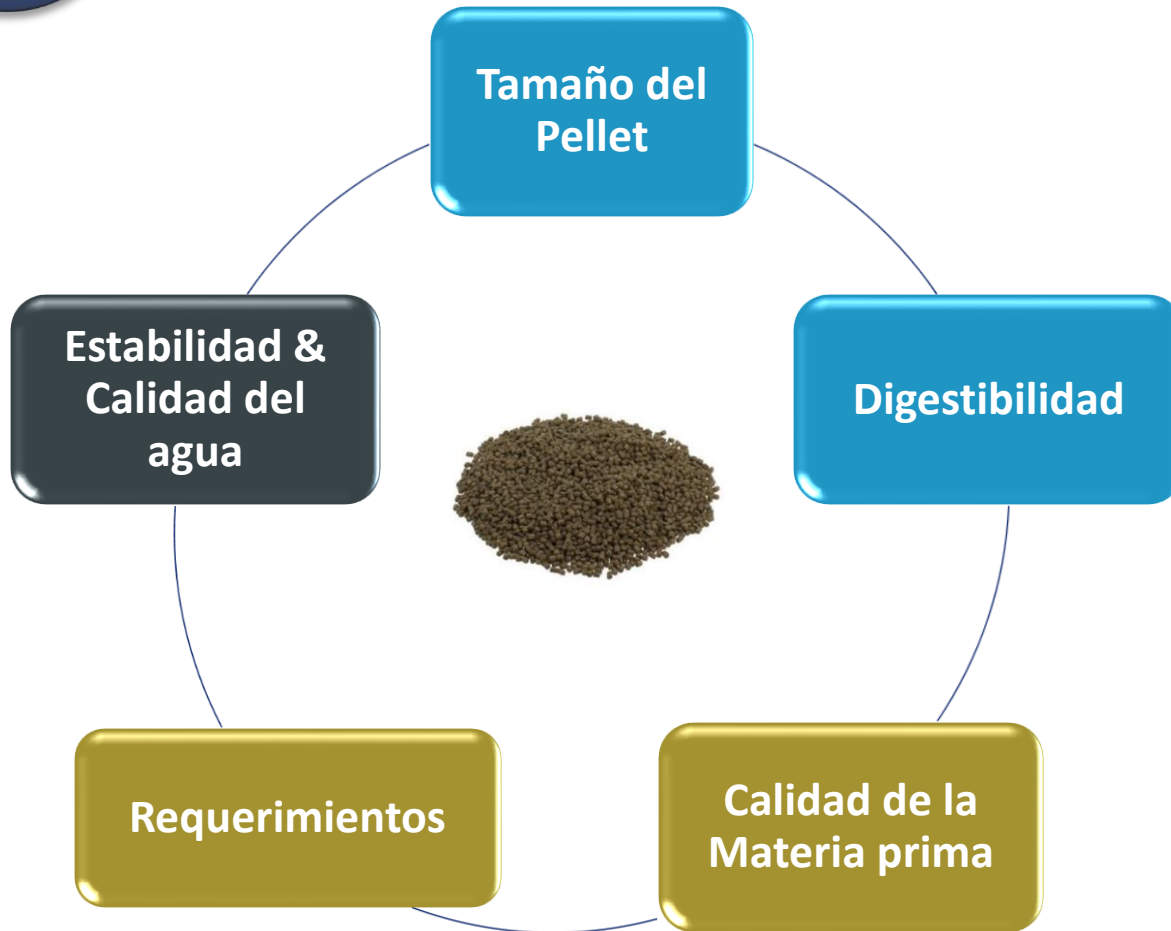 Tamaño del
Pellet
Digestibilidad
Calidad de la
Materia prima
Requerimientos
Estabilidad &
Calidad del
agua